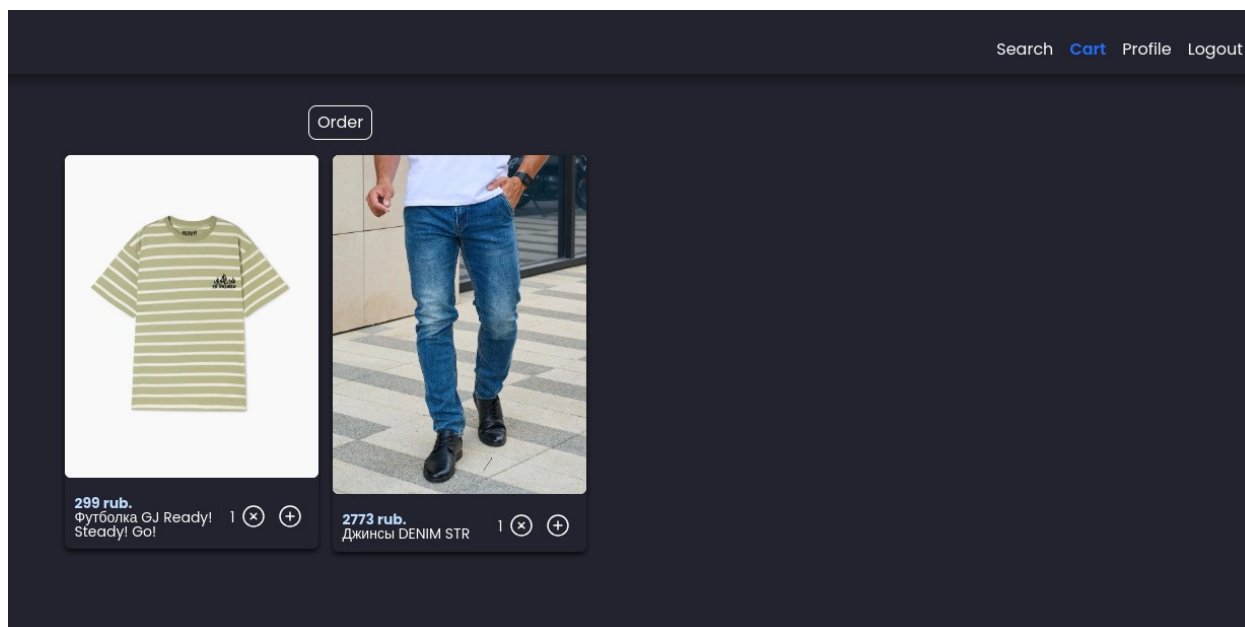 Search Cart Profile Logout
Order
299 rub.
Футболка GJ Ready!
Steady! Go!
1
2773 rub.
Джинсы DENIM STR
1